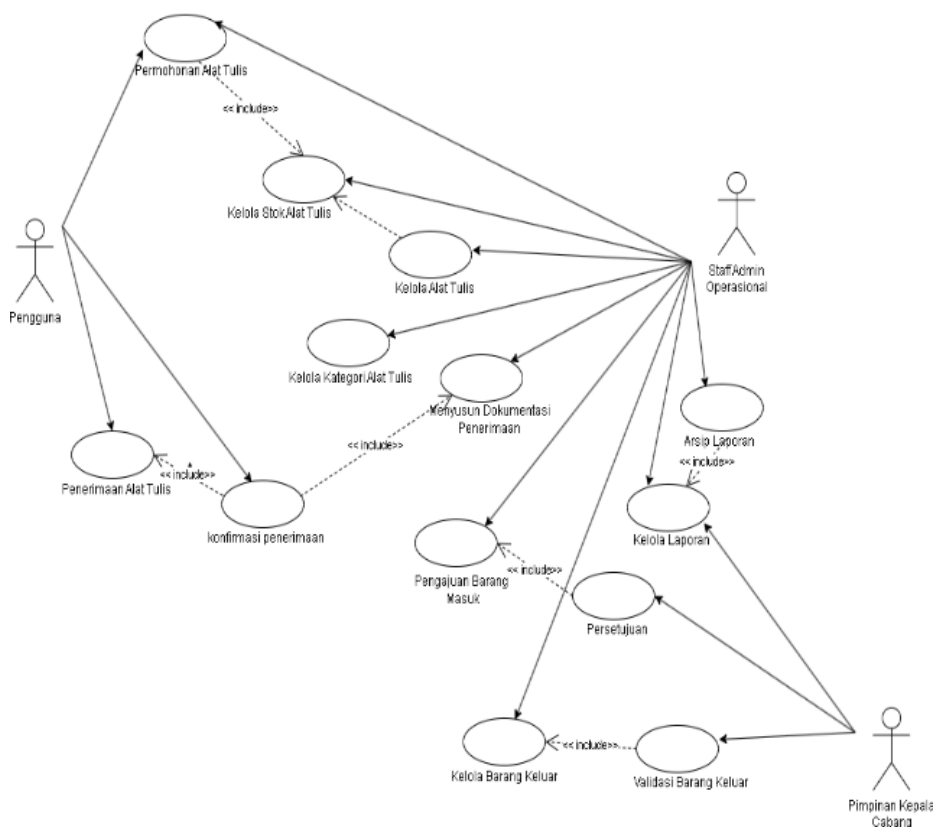 Permohonan Alat Tulis
<< include>>
Kelola Stok Alat Tulis
Staff Admin
Operasional
Kelola Alat Tulis
Pengguna
Kelola Kategori Alat Tulis
Menyusun Dokumentasi
Penerimaan
Arsip Laporan
<< include>>
<< include>>
<< include>>
Penerimaan Alat Tulis
konfirmasi penerimaan
Kelola Laporan
Pengajuan Barang
Masuk
<< include>>
Persetujuan
<< include>>
Kelola Barang Keluar
Validasi Barang Keluar
Pimpinan Kepala
Cabang